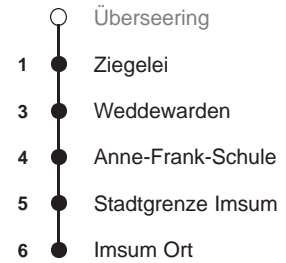 Überseering
1 Ziegelei
3 Weddewarden
4 Anne-Frank-Schule
5 Stadtgrenze Imsum
6 Imsum Ort